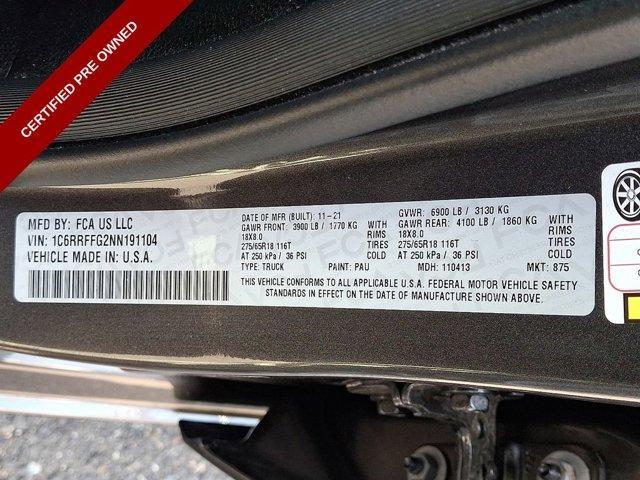 CERTIFIED PRE OWNED
MFD BY: FCA US LLC
VIN: 1C6RRFFG2NN191104
VEHICLE MADE IN: U.S.A.
DATE OF MFR (BUILT): 11-21
GVWR: 6900 LB / 3130 KG
GAWR FRONT: 3900 LB / 1770 KG WITH
GAWR REAR: 4100 LB / 1860 KG WITH
18X8.0 RIMS
18X8.0 RIMS
275/65R18 116T
275/65R18 116T
AT 250 kPa / 36 PSI COLD
AT 250 kPa / 36 PSI COLD
TYPE: TRUCK PAINT: PAU MDH: 110413 MKT: 875
THIS VEHICLE CONFORMS TO ALL APPLICABLE U.S.A. FEDERAL MOTOR VEHICLE SAFETY
STANDARDS IN EFFECT ON THE DATE OF MANUFACTURE SHOWN ABOVE.